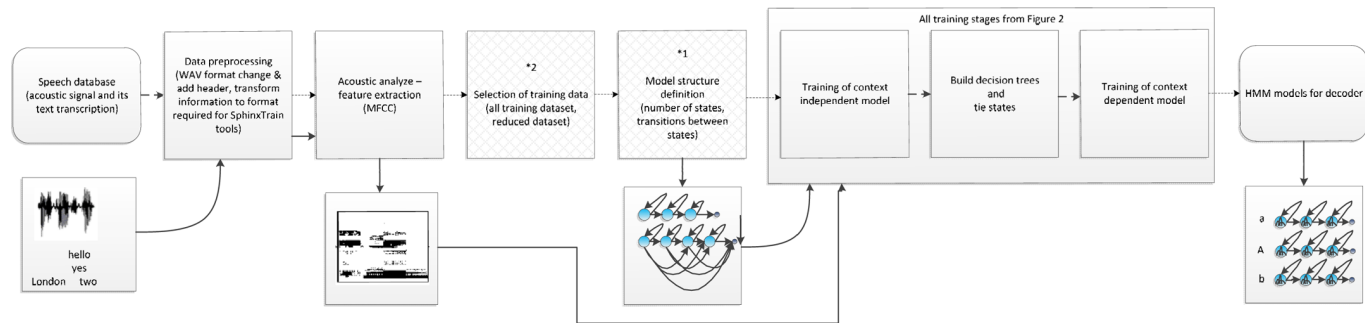 Speech database
(acoustic signal and its
text transcription)
Data preprocessing
(WAV format change &
add header, transform
information to format
required for SphinxTrain
tools)
Acoustic analyze –
feature extraction
(MFCC)
*2
Selection of training data
(all training dataset,
reduced dataset)
*1
Model structure
definition
(number of states,
transitions between
states)
All training stages from Figure 2
Training of context
independent model
Build decision trees
and
tie states
Training of context
dependent model
HMM models for decoder
hello
yes
London two
a
A
b